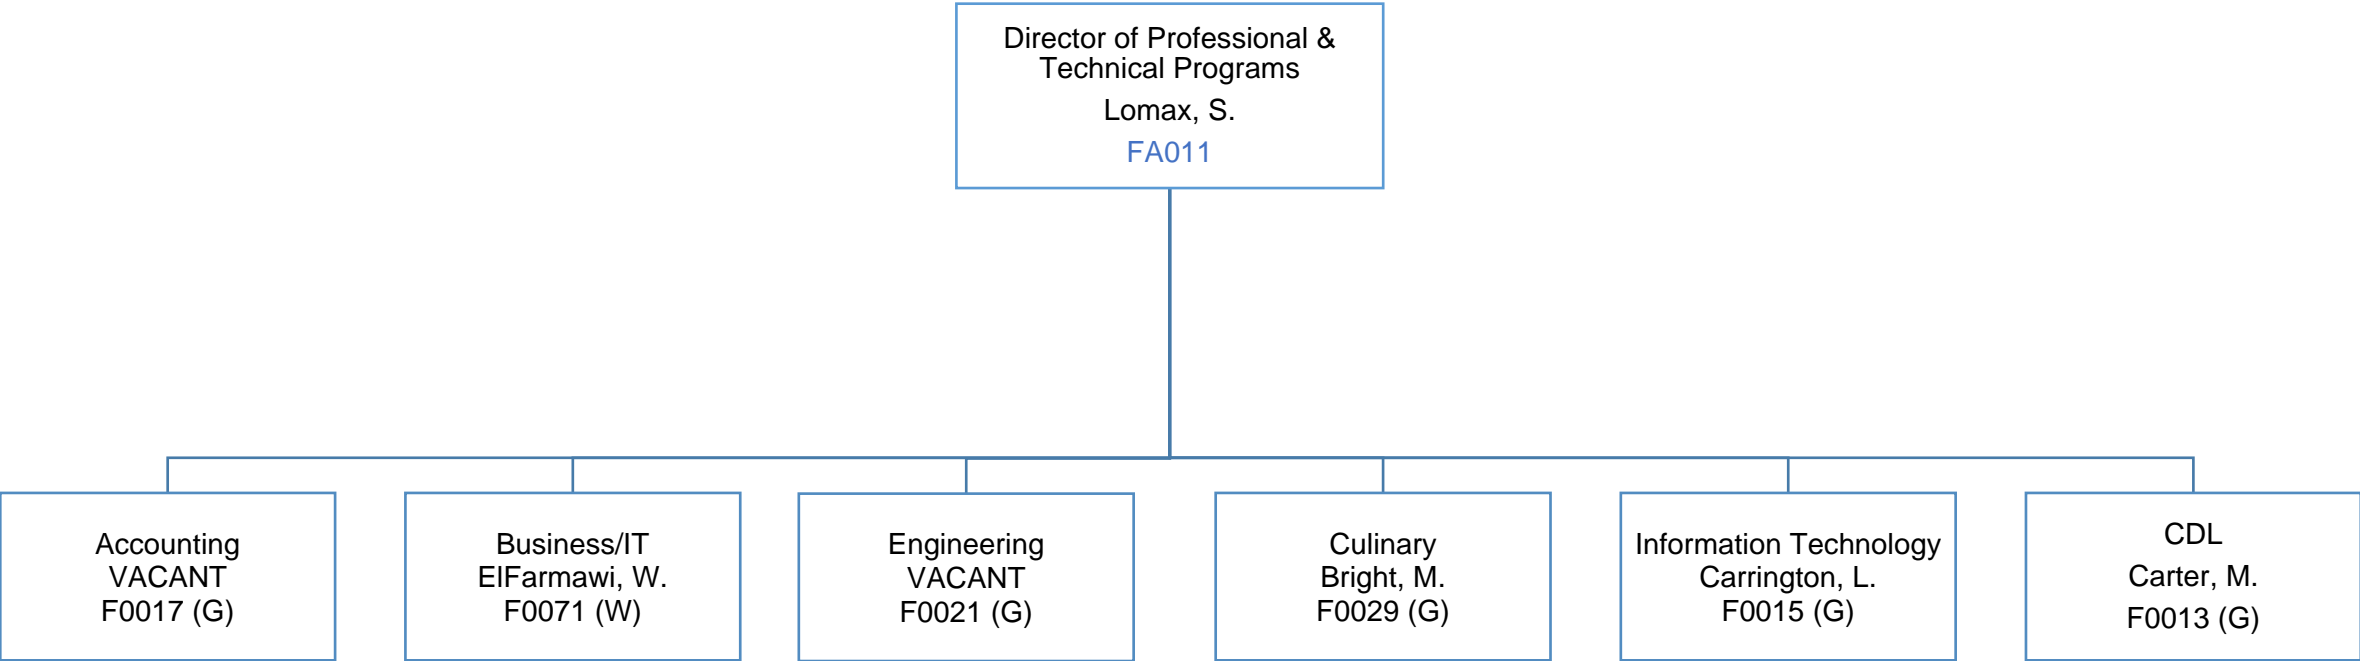 Director of Professional &
Technical Programs
Lomax, S.
FA011
Accounting
VACANT
F0017 (G)
Business/IT
ElFarmawi, W.
F0071 (W)
Engineering
VACANT
F0021 (G)
Culinary
Bright, M.
F0029 (G)
Information Technology
Carrington, L.
F0015 (G)
CDL
Carter, M.
F0013 (G)